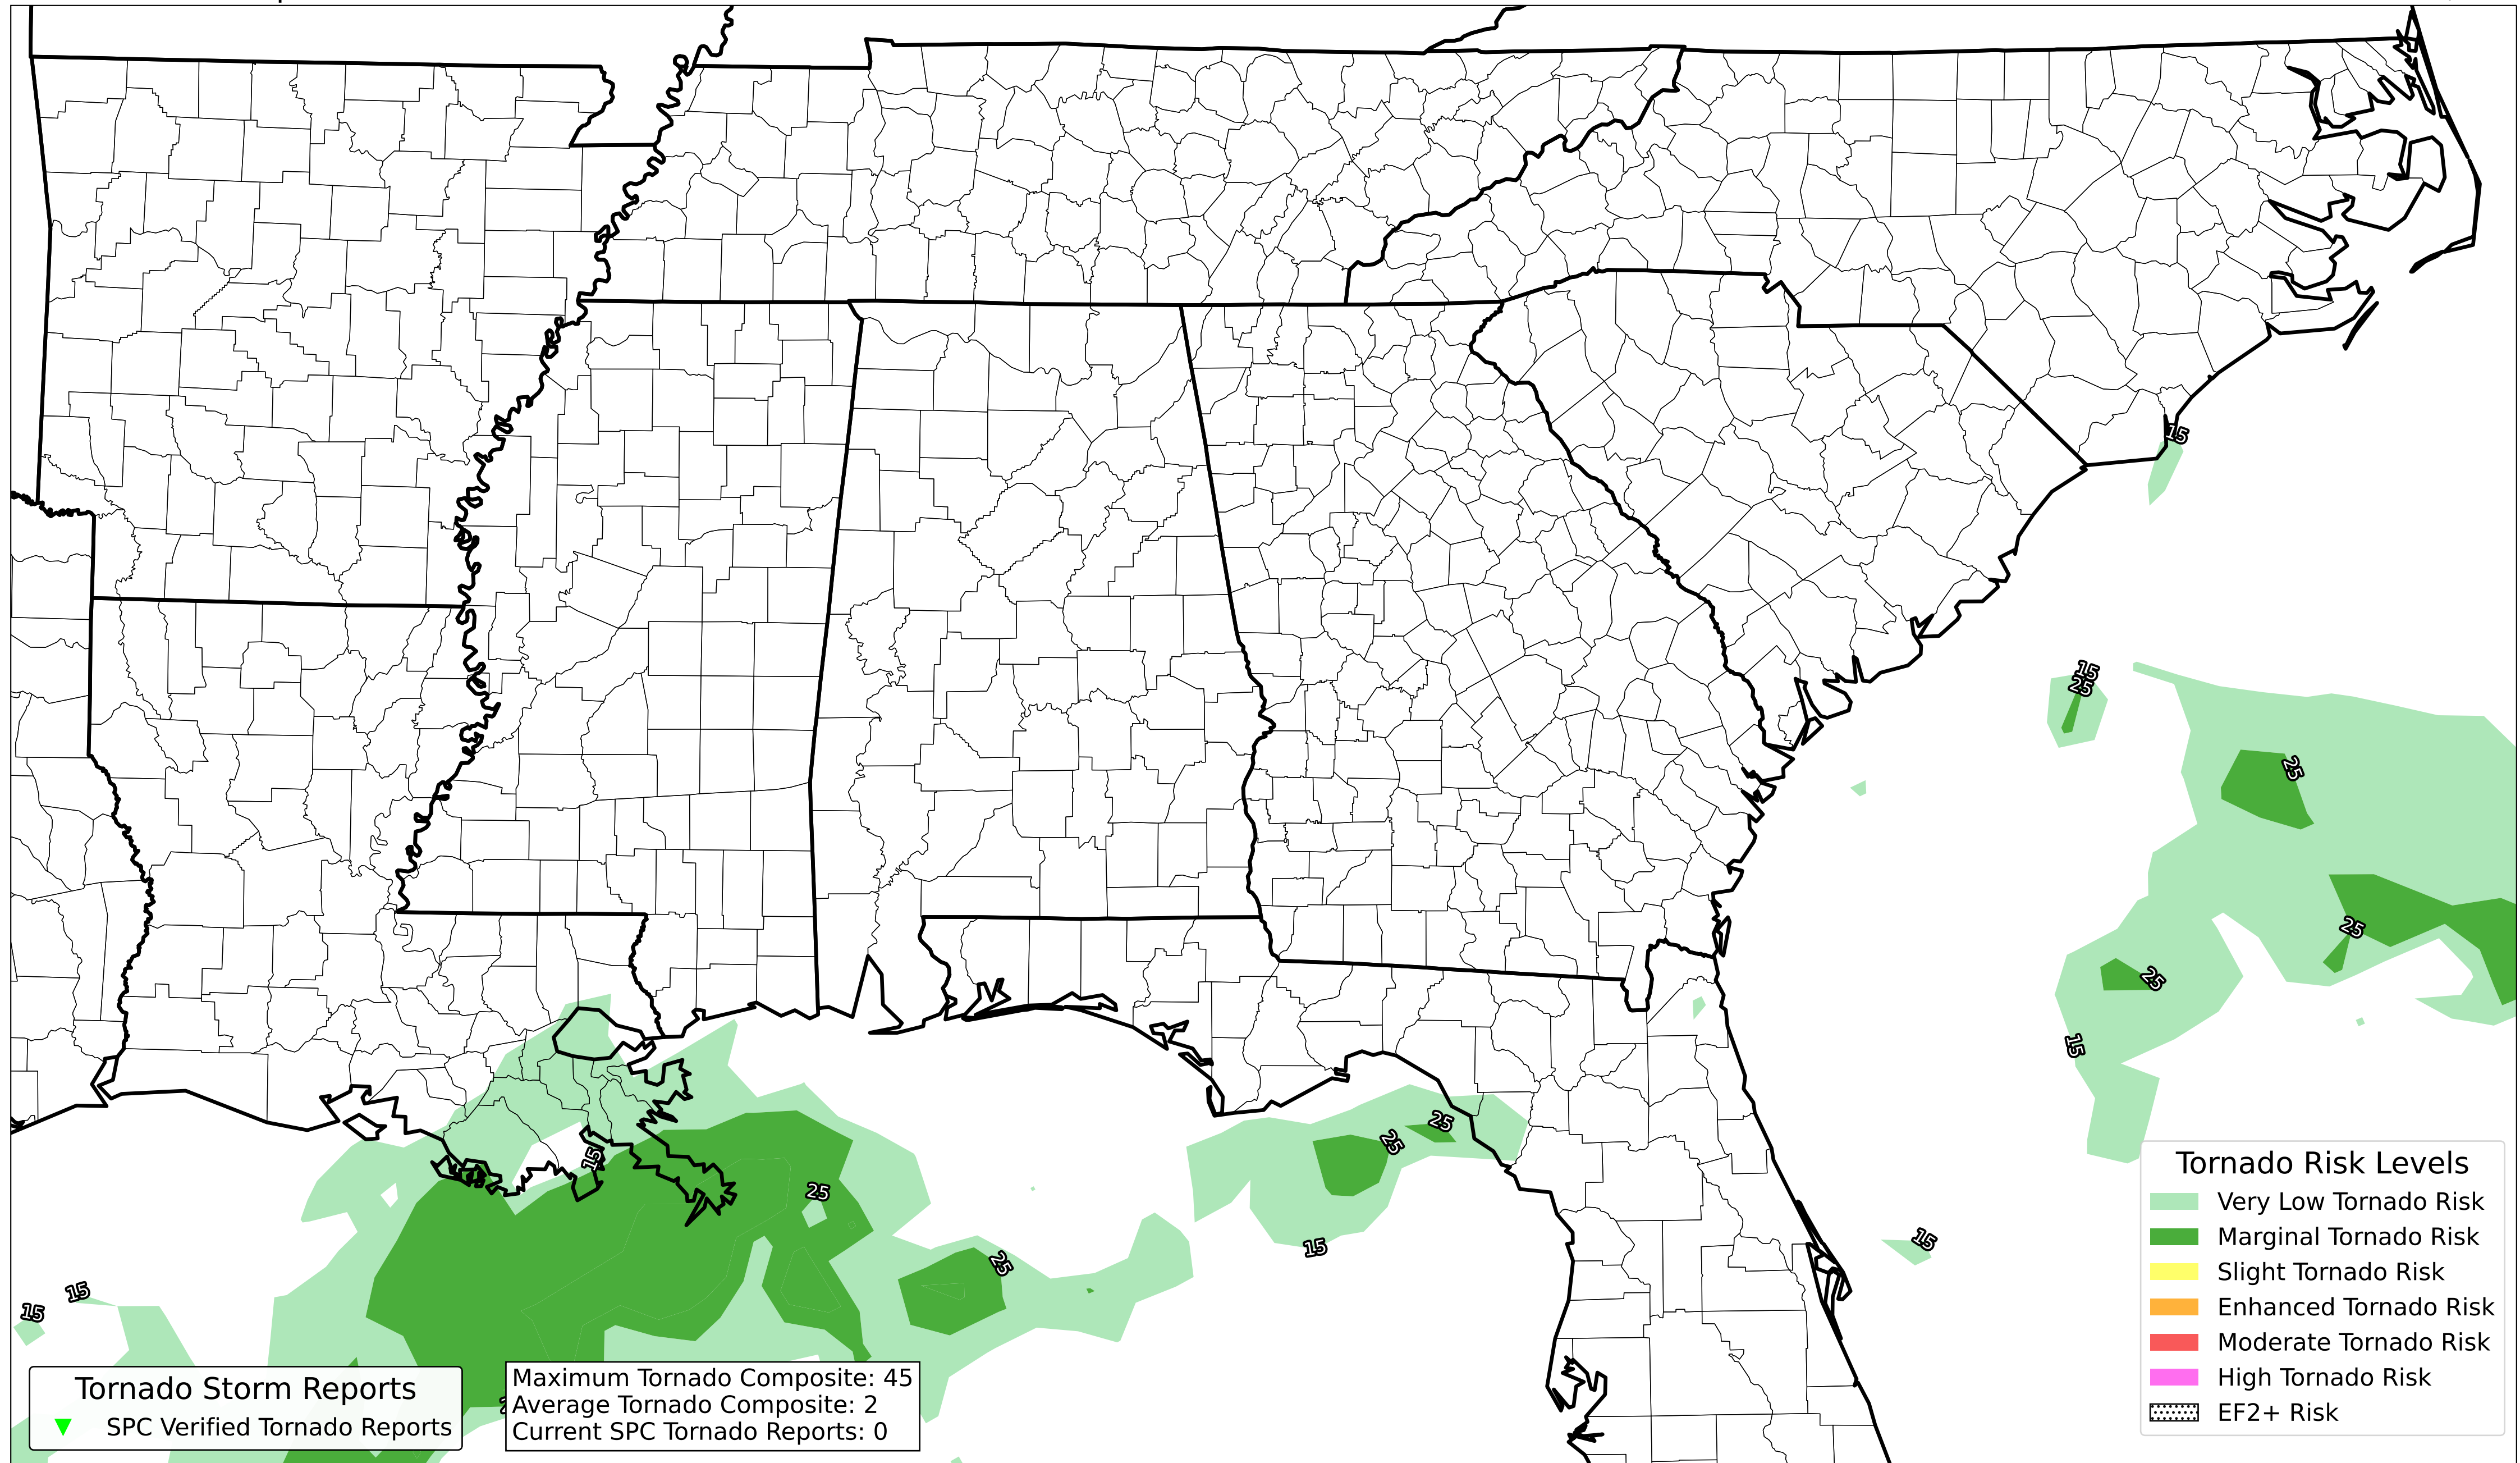 15
15
25
25
25
25
15
25
25
15
25
15
15
15
25
15
15
Tornado Risk Levels
Very Low Tornado Risk
Marginal Tornado Risk
Slight Tornado Risk
Enhanced Tornado Risk
Moderate Tornado Risk
High Tornado Risk
EF2+ Risk
Tornado Storm Reports
SPC Verified Tornado Reports
Maximum Tornado Composite: 45
Average Tornado Composite: 2
Current SPC Tornado Reports: 0